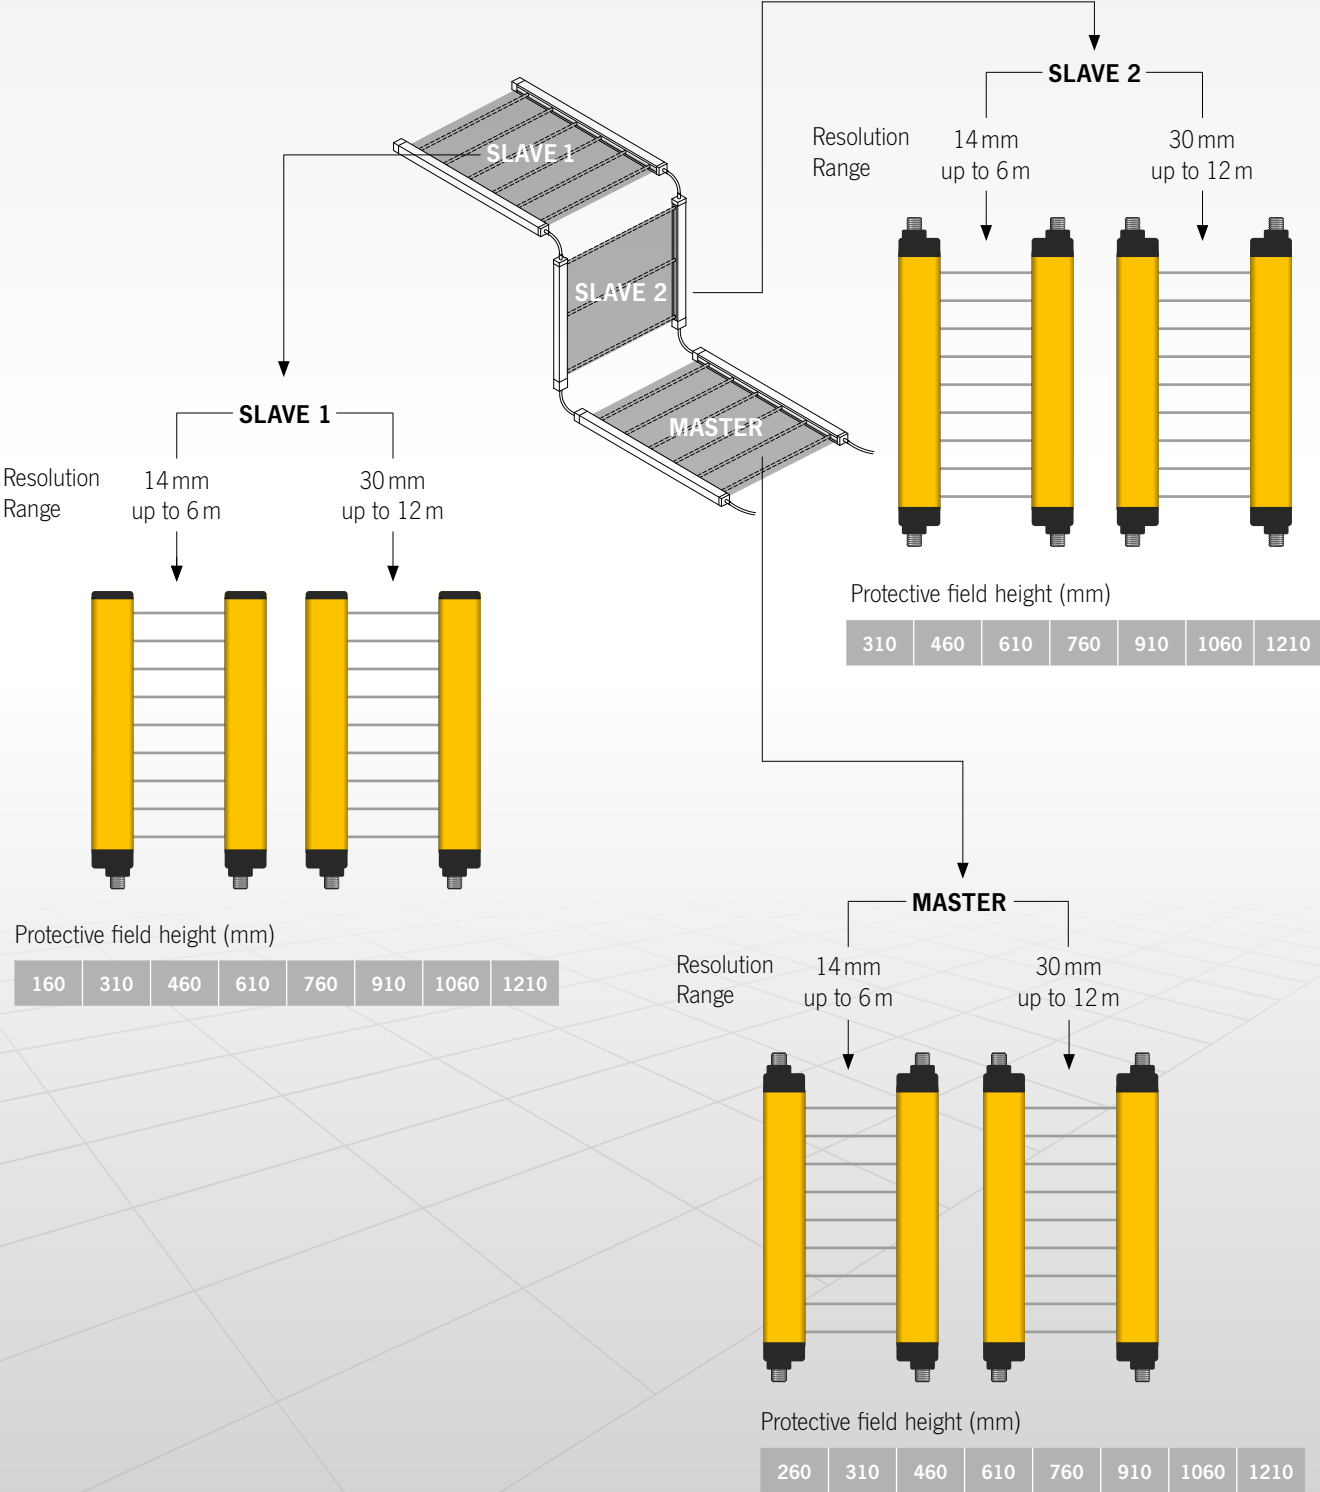 SLAVE 2
Resolution 14 mm 30 mm
Range up to 6 m up to 12 m
SLAVE 1
SLAVE 2
MASTER
Protective field height (mm)
310 460 610 760 910 1060 1210
SLAVE 1
Resolution 14 mm 30 mm
Range up to 6 m up to 12 m
Protective field height (mm)
160 310 460 610 760 910 1060 1210
MASTER
Resolution 14 mm 30 mm
Range up to 6 m up to 12 m
Protective field height (mm)
260 310 460 610 760 910 1060 1210